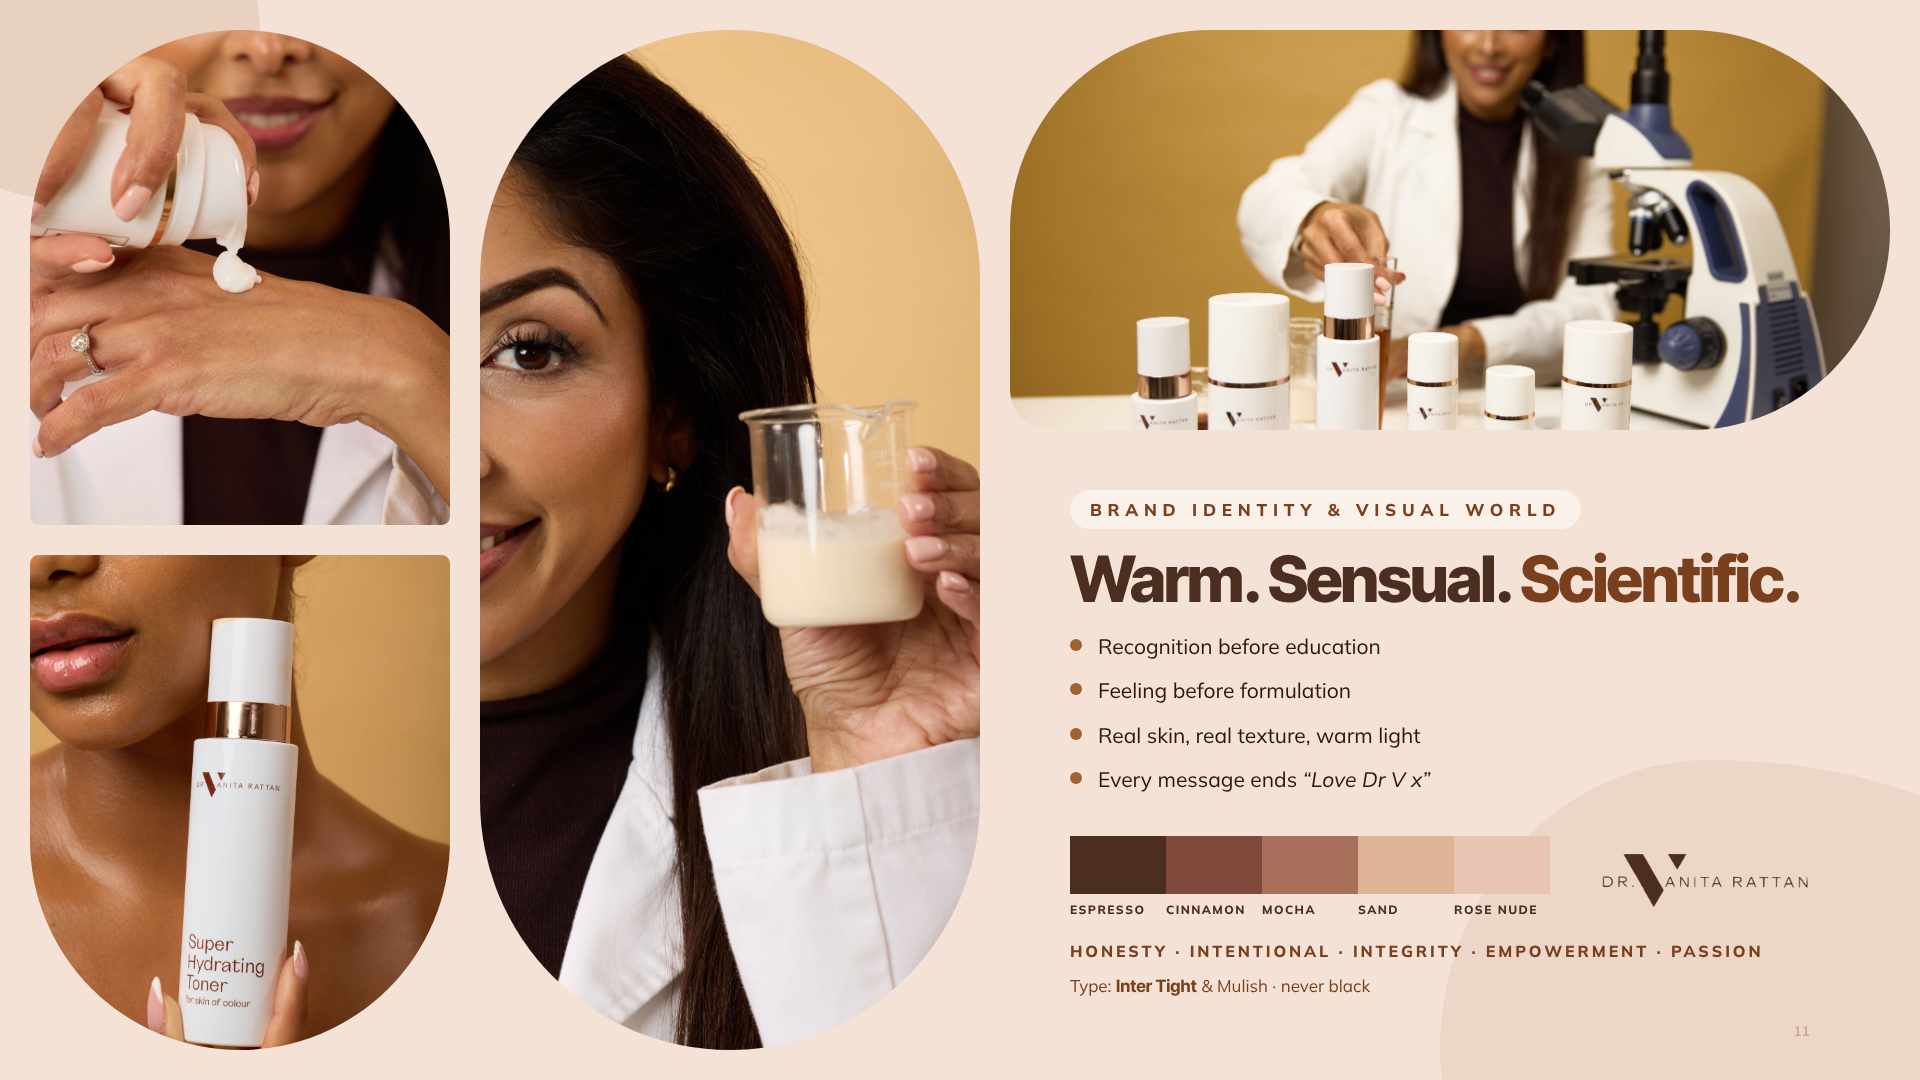 BRAND IDENTITY & VISUAL WORLD
Warm. Sensual. Scientific.
Recognition before education
Feeling before formulation
Real skin, real texture, warm light
Every message ends “Love Dr V x”
ESPRESSO CINNAMON MOCHA SAND ROSE NUDE
DR. VANITA RATTAN
HONESTY · INTENTIONAL · INTEGRITY · EMPOWERMENT · PASSION
Type: Inter Tight & Mulish · never black
11
DR. VANITA RATTAN
Super
Hydrating
Toner
for skin of colour